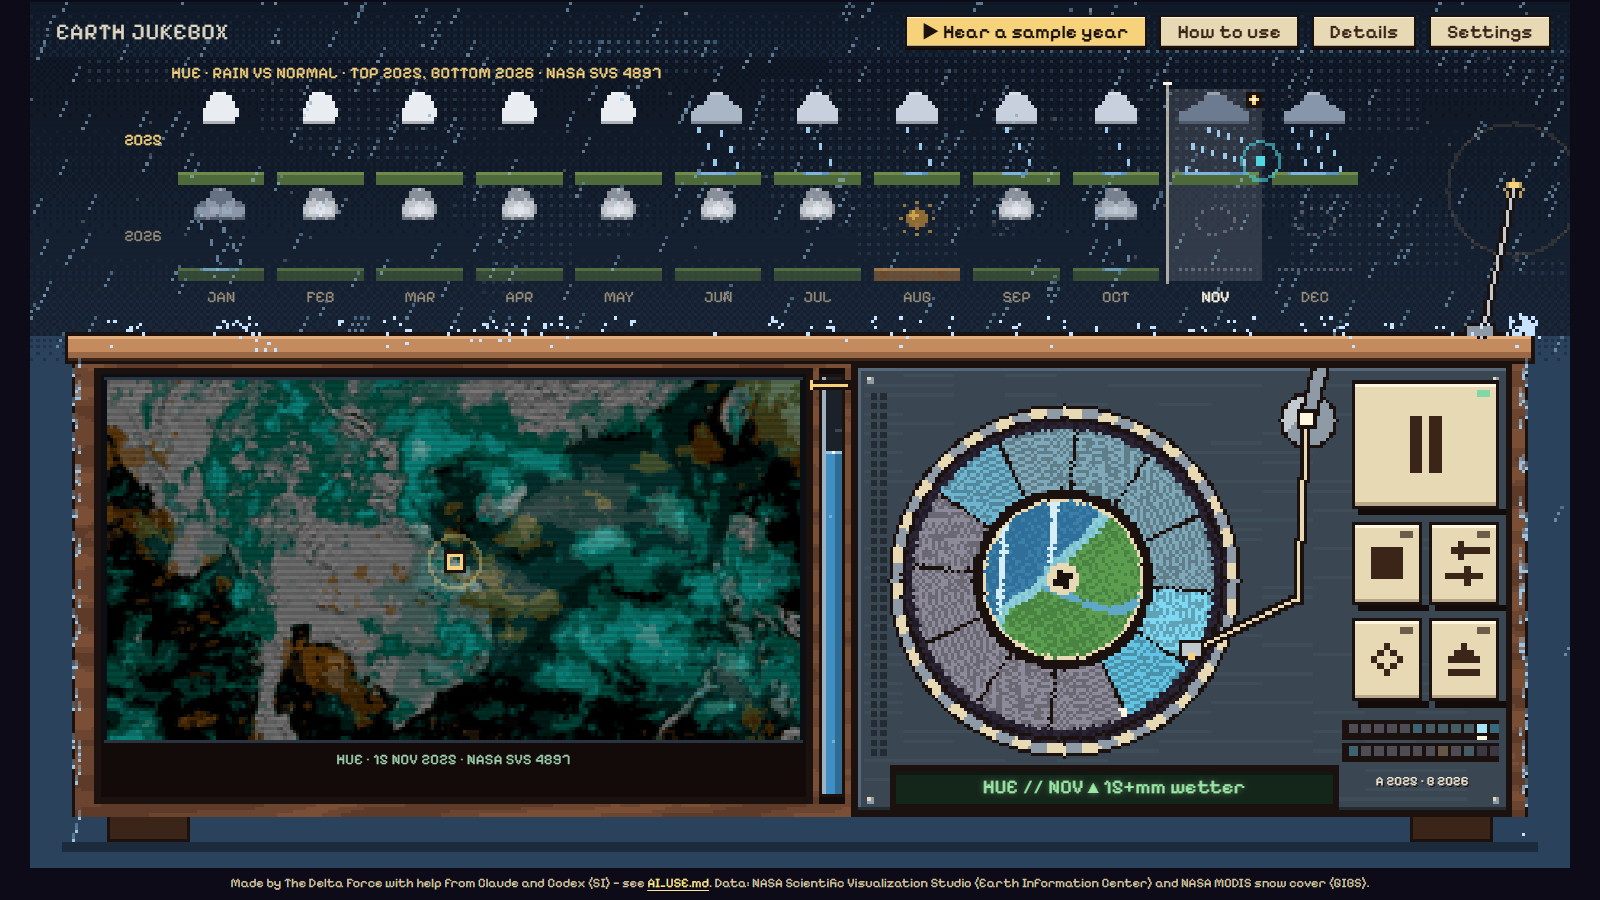 EARTH JUKEBOX
▶ Hear a sample year
How to use
Details
Settings
HUE · RAIN VS NORMAL · TOP 2025, BOTTOM 2026 · NASA SVS 4897
2025
2026
JAN FEB MAR APR MAY JUN JUL AUG SEP OCT NOV DEC
HUE · 15 NOV 2025 · NASA SVS 4897
HUE // NOV ▲ 15+mm wetter
A 2025 · B 2026
Made by The Delta Force with help from Claude and Codex (SI) – see AI_USE.md. Data: NASA Scientific Visualization Studio (Earth Information Center) and NASA MODIS snow cover (GIBS).